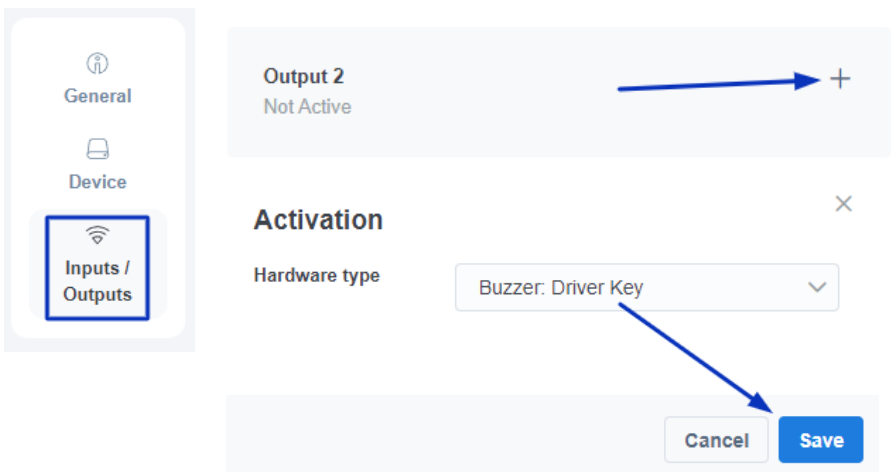 General
Device
Inputs /
Outputs
Output 2
Not Active
Activation
Hardware type
Buzzer: Driver Key
Cancel
Save